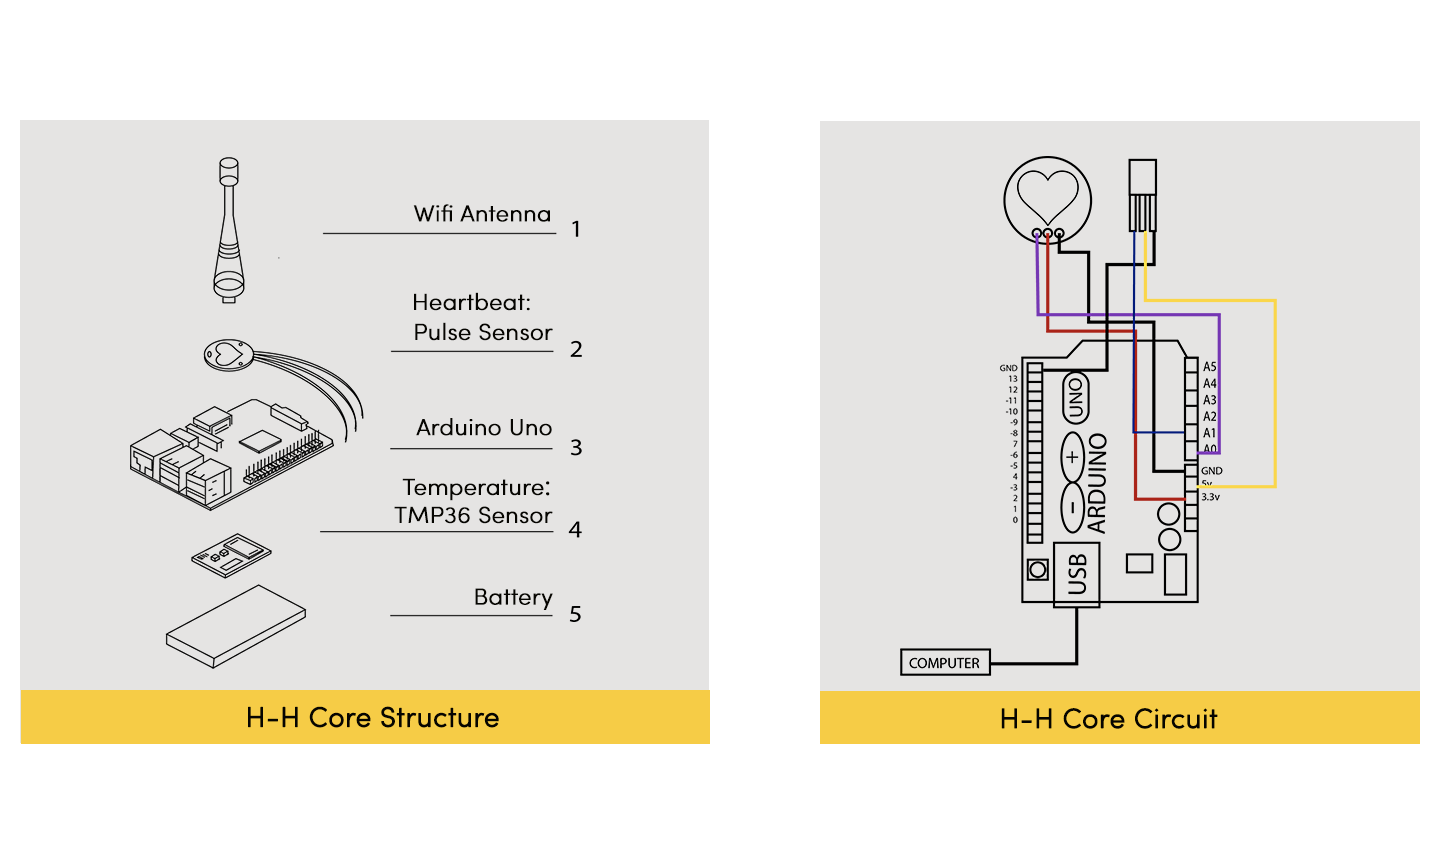 Wifi Antenna
1
Heartbeat:
Pulse Sensor
2
Arduino Uno
3
Temperature:
TMP36 Sensor
4
Battery
5
H-H Core Structure
GND
13
12
-11
-10
-9
-8
7
-6
-5
4
-3
2
1
0
UNO
+
-
ARDUINO
USB
A5
A4
A3
A2
A1
A0
GND
5v
3.3v
COMPUTER
H-H Core Circuit